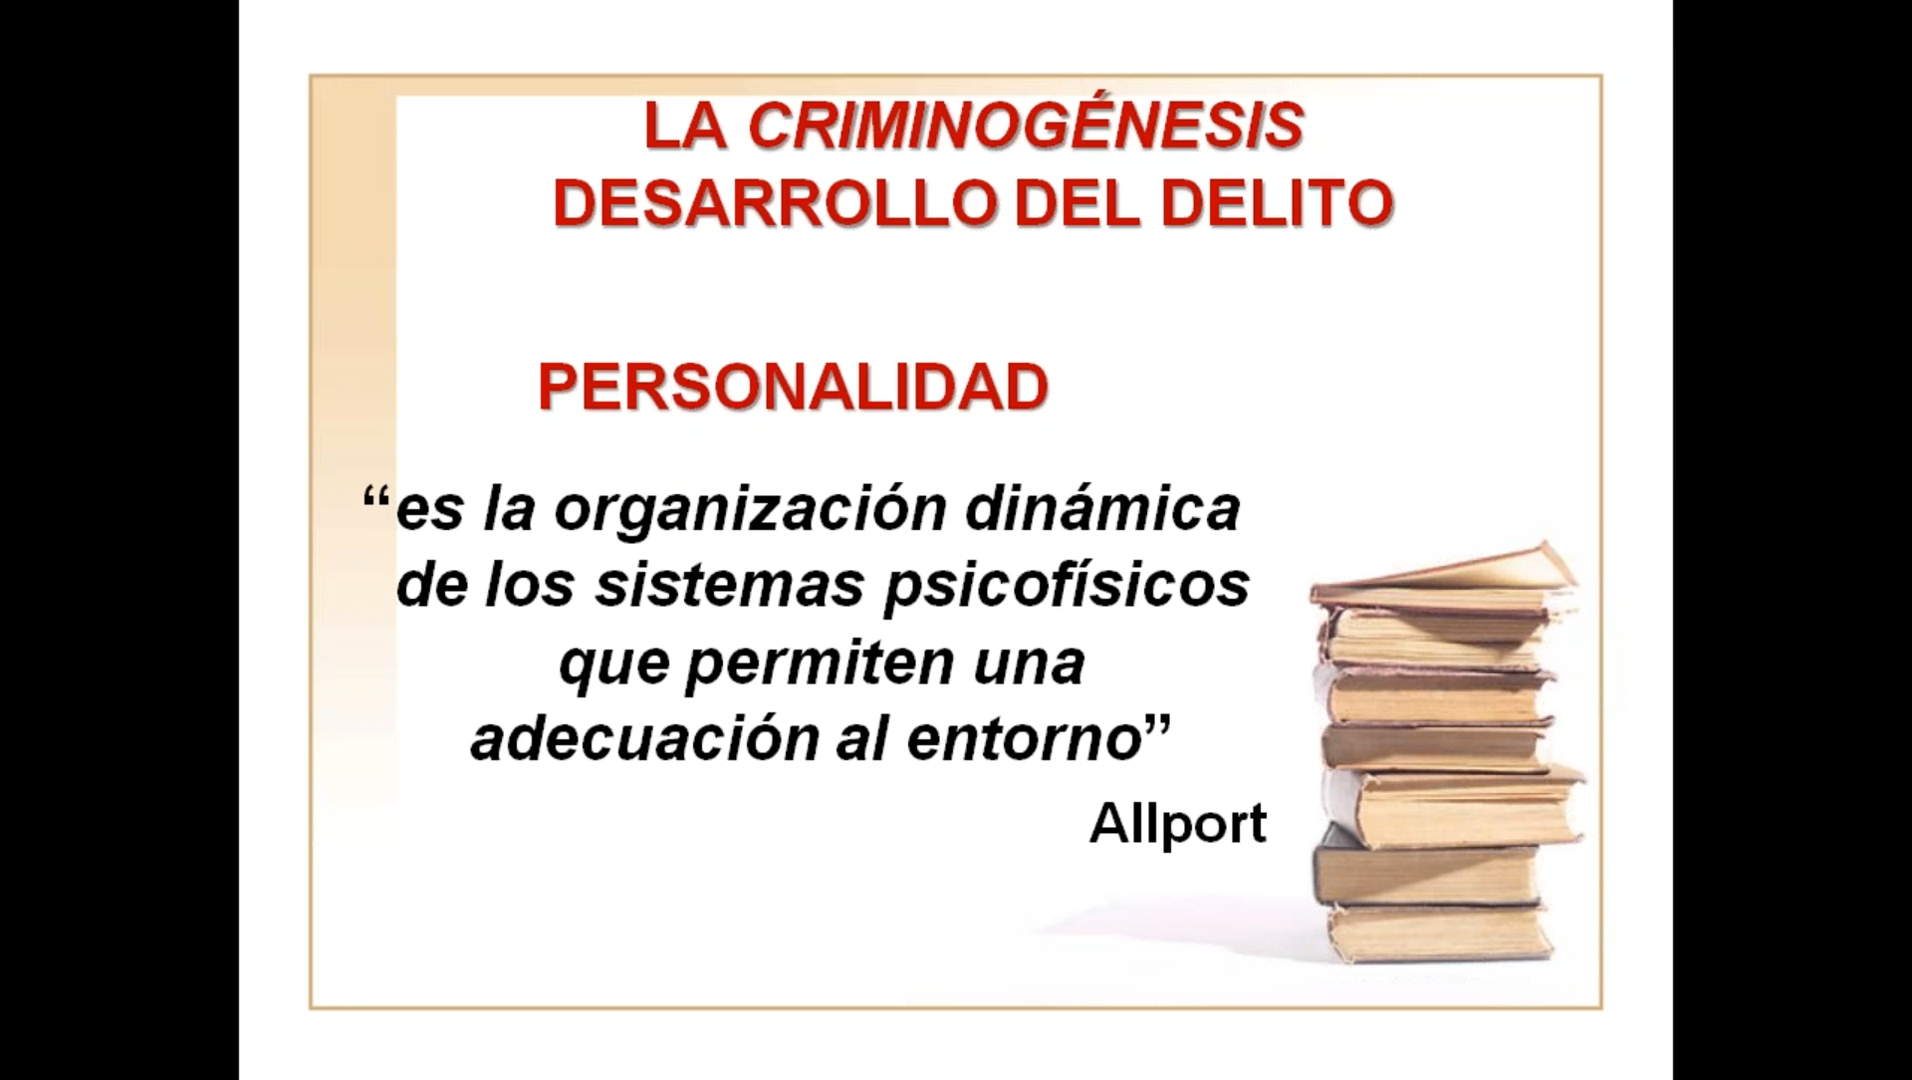 LA CRIMINOGÉNESIS
DESARROLLO DEL DELITO
PERSONALIDAD
“es la organización dinámica
de los sistemas psicofísicos
que permiten una
adecuación al entorno”
Allport